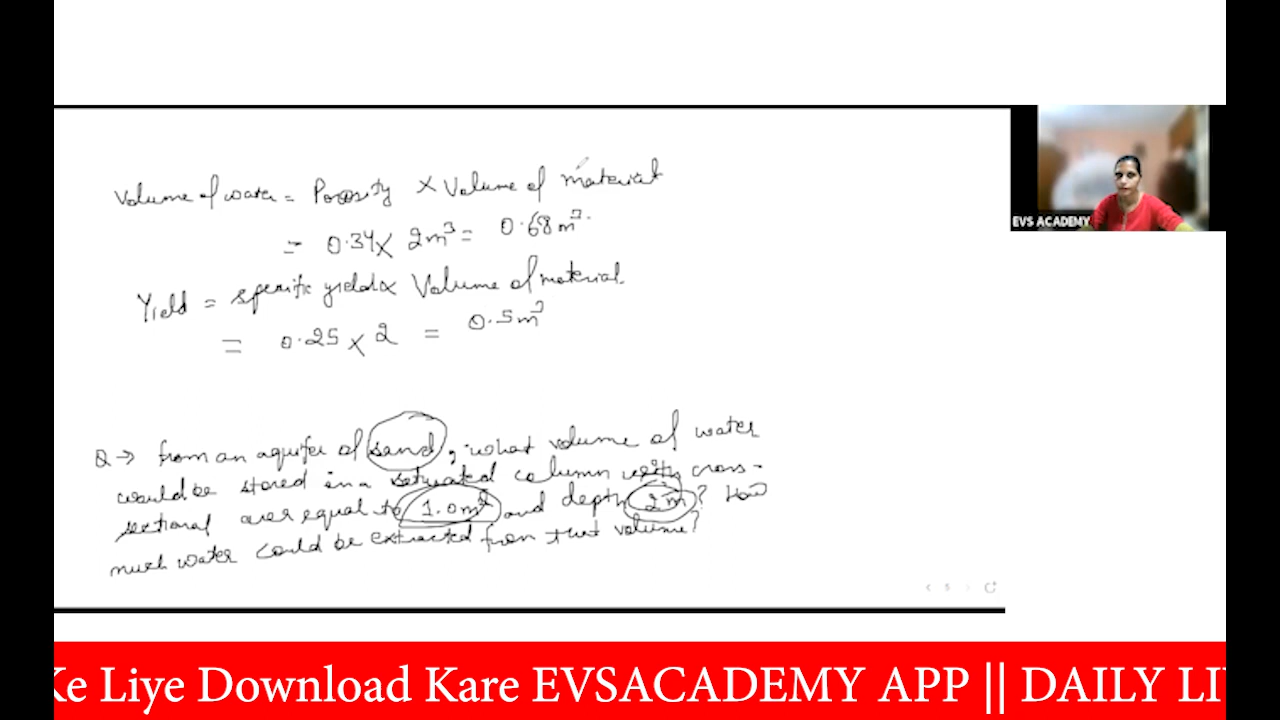 Volume of water = Porosity × Volume of material
= 0.34 × 2m³ = 0.68 m³.
Yield = specific yield × Volume of material.
= 0.25 × 2 = 0.5m³
EVS ACADEMY
Q → from an aquifer of sand, what volume of water
would be stored in a saturated column with cross-
sectional area equal to 1.0m² and depth 2m? How
much water could be extracted from that volume?
Ke Liye Download Kare EVSACADEMY APP || DAILY LI